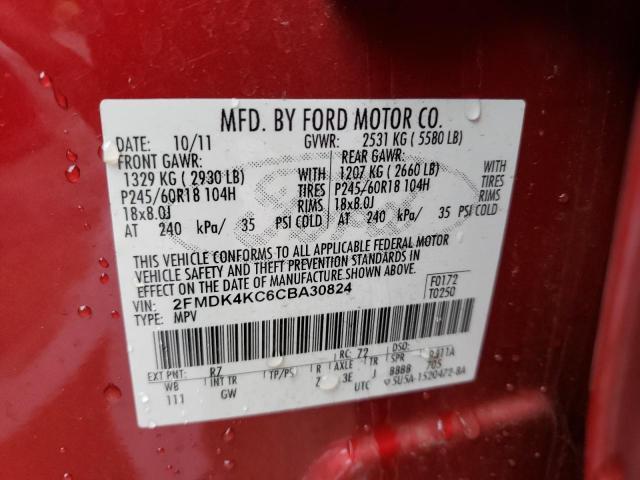 MFD. BY FORD MOTOR CO.
DATE: 10/11 GVWR: 2531 KG ( 5580 LB)
FRONT GAWR: REAR GAWR:
1329 KG ( 2930 LB) WITH 1207 KG ( 2660 LB) WITH
P245/60R18 104H TIRES P245/60R18 104H TIRES
18x8.0J RIMS 18x8.0J RIMS
AT 240 kPa/ 35 PSI COLD AT 240 kPa/ 35 PSI COLD
THIS VEHICLE CONFORMS TO ALL APPLICABLE FEDERAL MOTOR
VEHICLE SAFETY AND THEFT PREVENTION STANDARDS IN
EFFECT ON THE DATE OF MANUFACTURE SHOWN ABOVE.
VIN: 2FMDK4KC6CBA30824 F0172
TYPE: MPV T0250
EXT PNT: RZ RC: 72 DSO:
WB INT TR TP/PS R AXLE TR SPR
111 GW 3E J BBBB
UTC